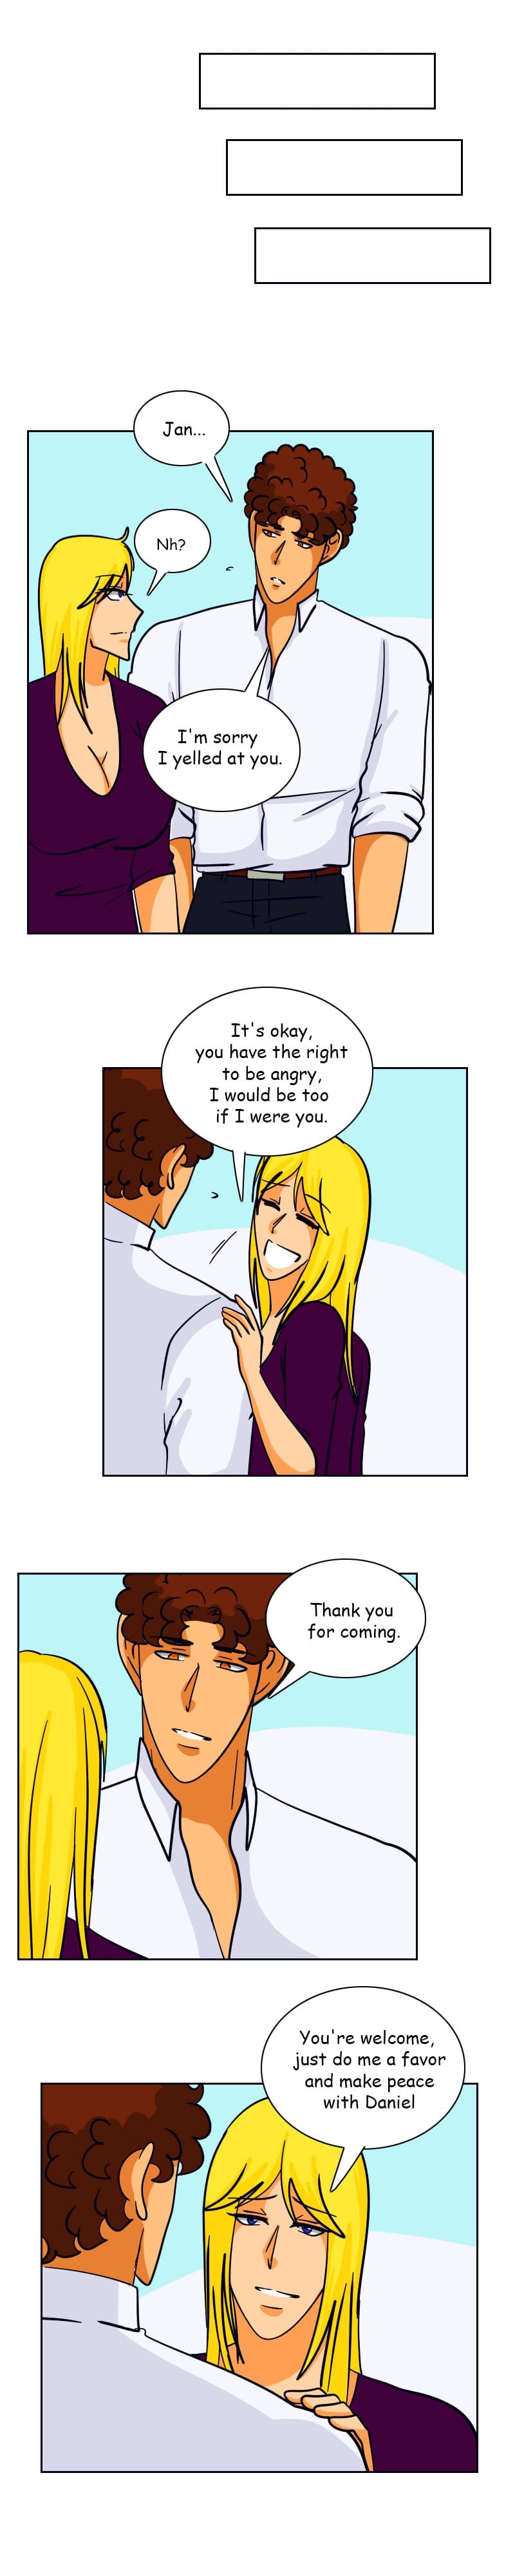 Jan...
Nh?
I'm sorry
I yelled at you.
It's okay,
you have the right
to be angry,
I would be too
if I were you.
Thank you
for coming.
You're welcome,
just do me a favor
and make peace
with Daniel